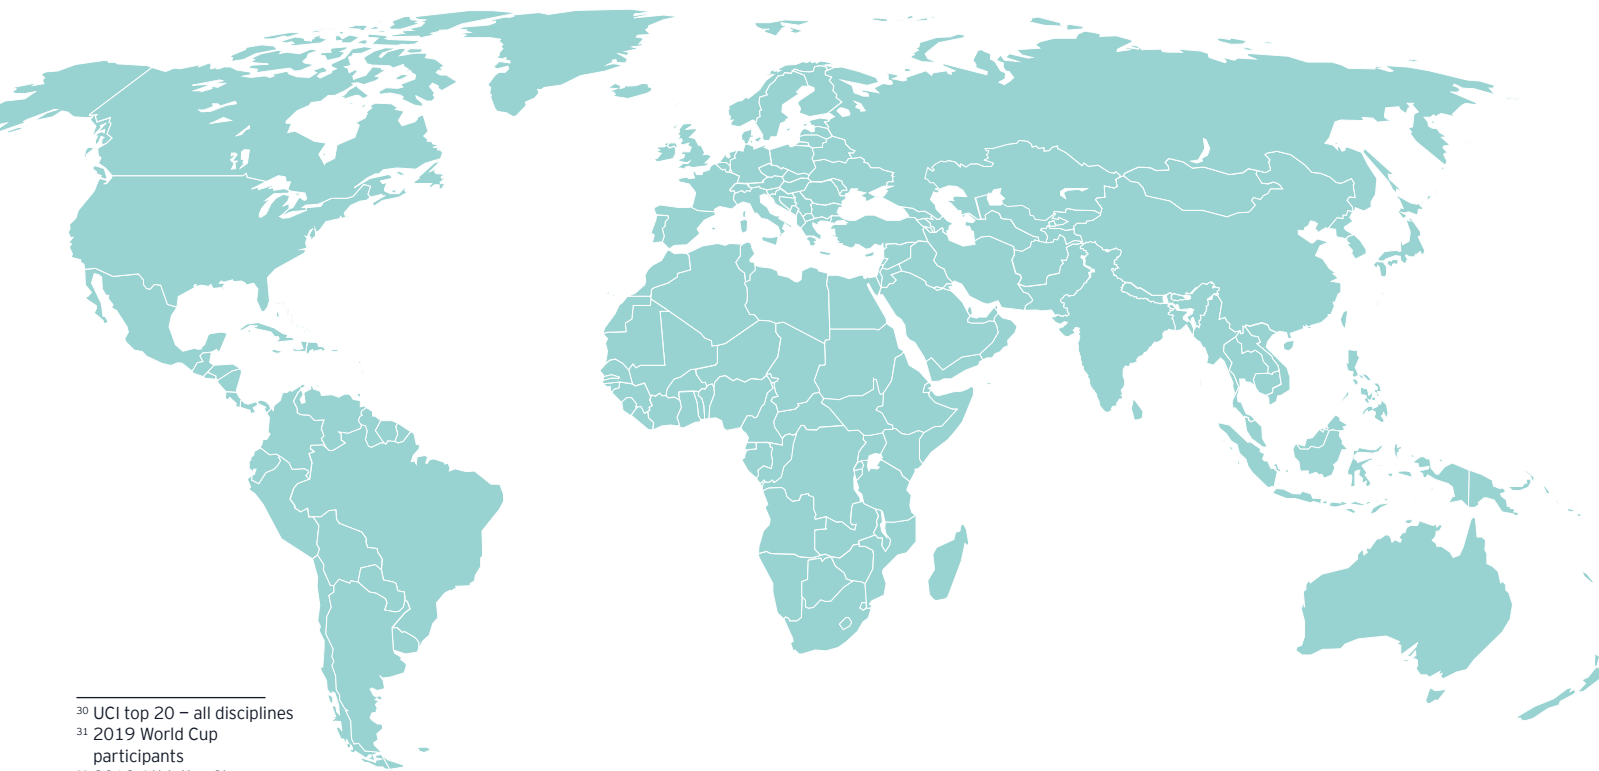 30 UCI top 20 – all disciplines
31 2019 World Cup
participants